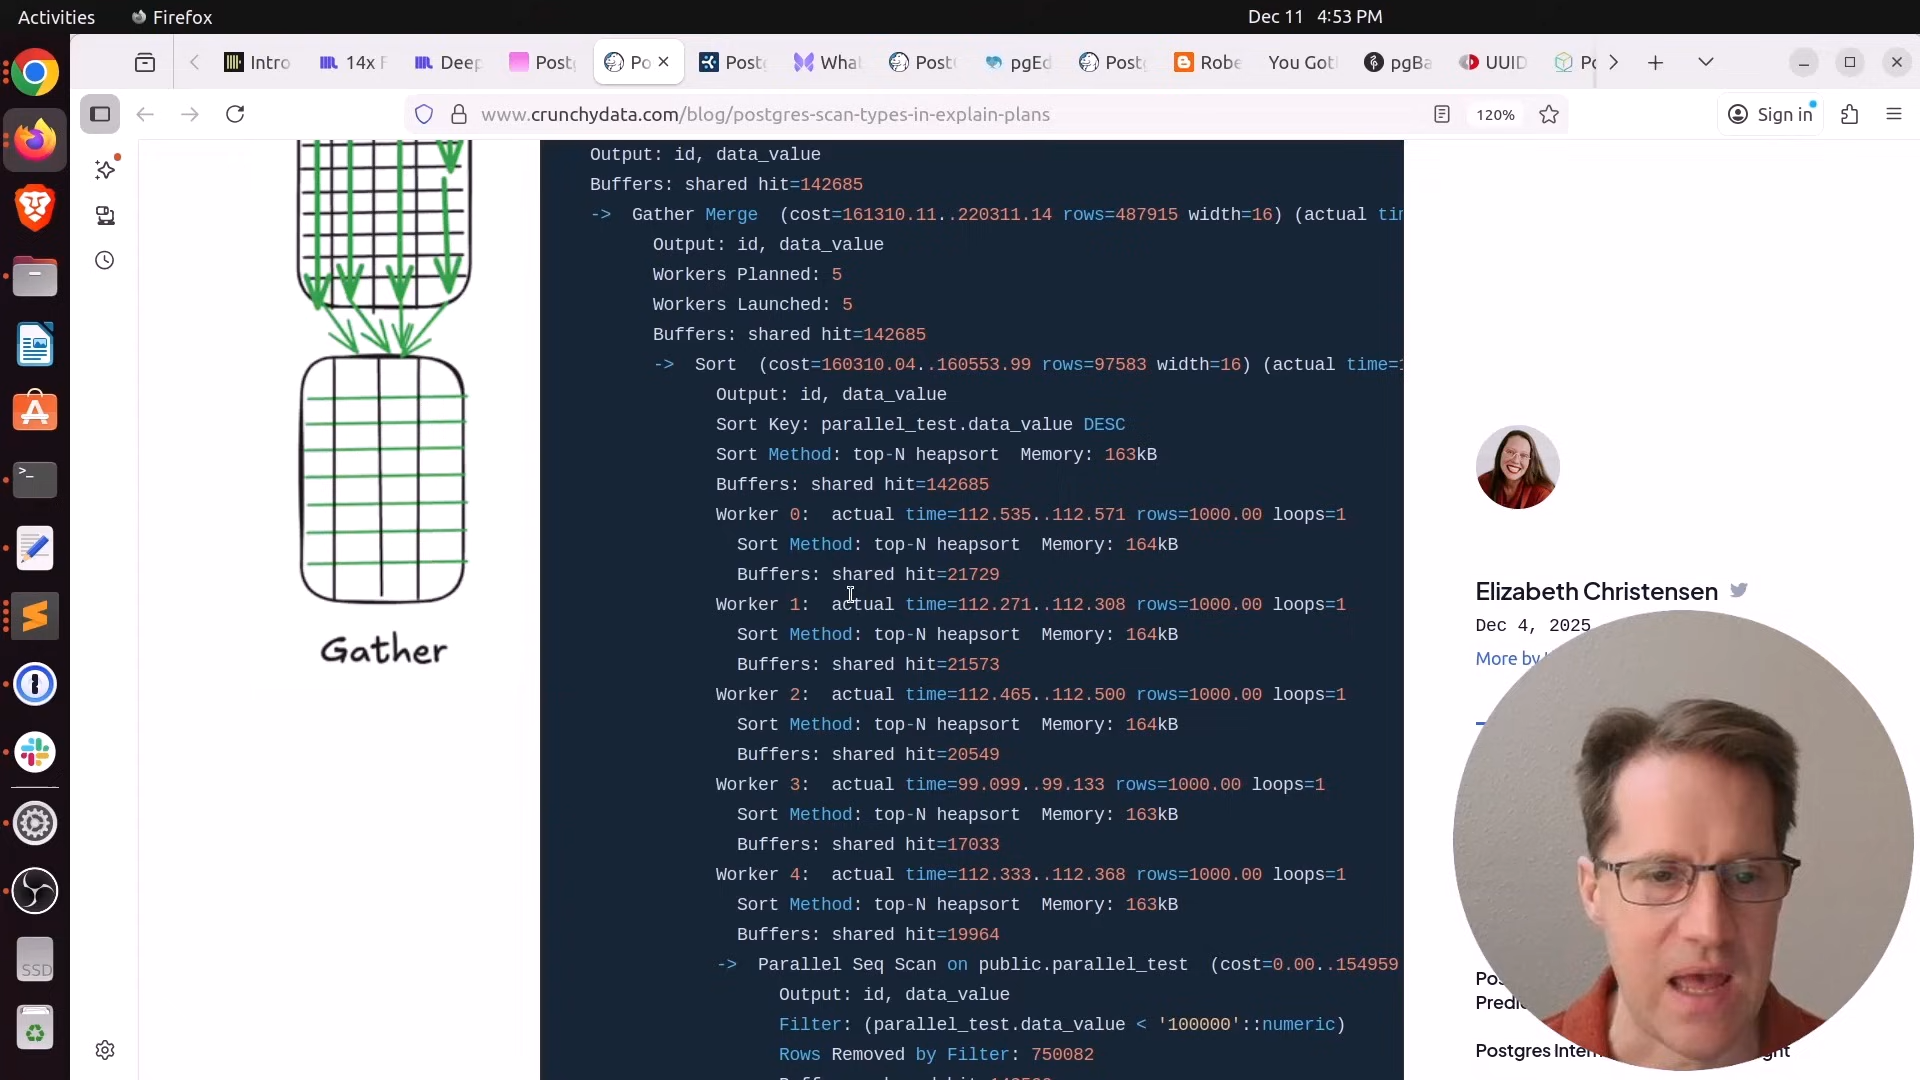 Activities
Firefox
Dec 11 4:53 PM
Intro
14x F
Deep
Postg
Po
Postg
What
Post
pgEd
Postg
Robe
You Got
pgBa
UUID
Po
www.crunchydata.com/blog/postgres-scan-types-in-explain-plans
120%
Sign in
Output: id, data_value
Buffers: shared hit=142685
-> Gather Merge (cost=161310.11..220311.14 rows=487915 width=16) (actual tim
Output: id, data_value
Workers Planned: 5
Workers Launched: 5
Buffers: shared hit=142685
-> Sort (cost=160310.04..160553.99 rows=97583 width=16) (actual time=1
Output: id, data_value
Sort Key: parallel_test.data_value DESC
Sort Method: top-N heapsort Memory: 163kB
Buffers: shared hit=142685
Worker 0: actual time=112.535..112.571 rows=1000.00 loops=1
Sort Method: top-N heapsort Memory: 164kB
Buffers: shared hit=21729
Worker 1: actual time=112.271..112.308 rows=1000.00 loops=1
Sort Method: top-N heapsort Memory: 164kB
Buffers: shared hit=21573
Worker 2: actual time=112.465..112.500 rows=1000.00 loops=1
Sort Method: top-N heapsort Memory: 164kB
Buffers: shared hit=20549
Worker 3: actual time=99.099..99.133 rows=1000.00 loops=1
Sort Method: top-N heapsort Memory: 163kB
Buffers: shared hit=17033
Worker 4: actual time=112.333..112.368 rows=1000.00 loops=1
Sort Method: top-N heapsort Memory: 163kB
Buffers: shared hit=19964
-> Parallel Seq Scan on public.parallel_test (cost=0.00..154959
Output: id, data_value
Filter: (parallel_test.data_value < '100000'::numeric)
Rows Removed by Filter: 750082
Gather
Elizabeth Christensen
Dec 4, 2025
More by
Pos
Predi
Postgres Inter
SSD